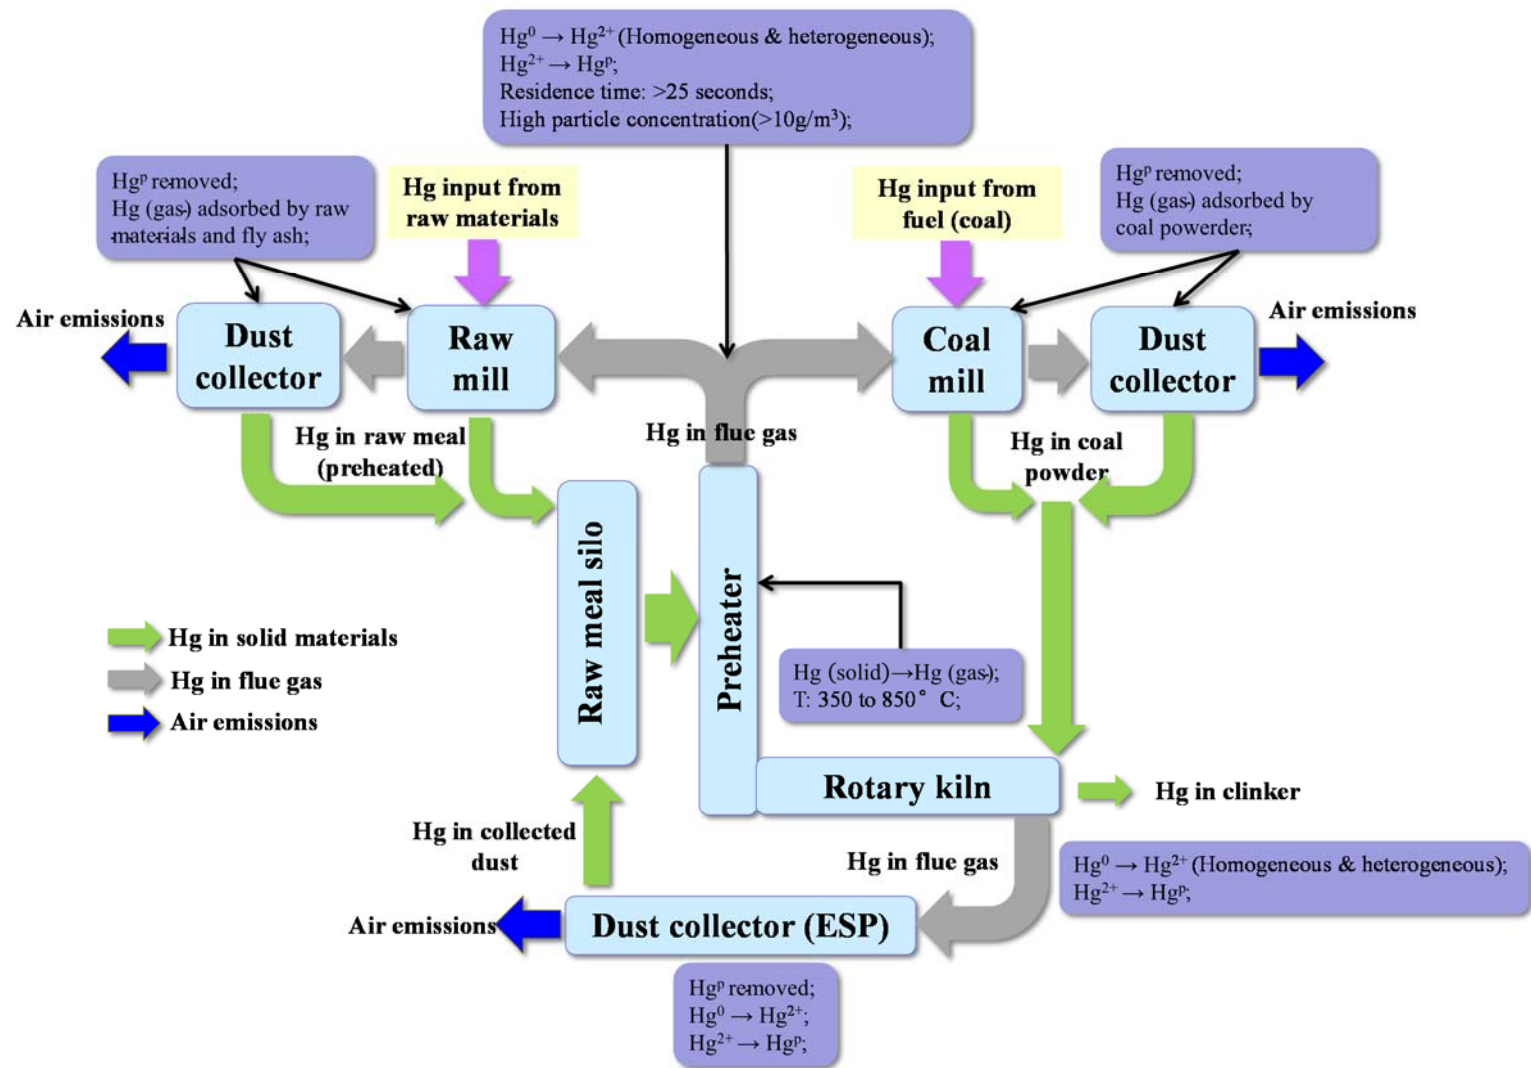 Hg⁰ → Hg²⁺ (Homogeneous & heterogeneous);
Hg²⁺ → Hgᵖ;
Residence time: >25 seconds;
High particle concentration(>10g/m³);
Hgᵖ removed;
Hg (gas) adsorbed by raw
materials and fly ash;
Hg input from
raw materials
Hg input from
fuel (coal)
Hgᵖ removed;
Hg (gas) adsorbed by
coal powerder;
Air emissions
Dust
collector
Raw
mill
Coal
mill
Dust
collector
Air emissions
Hg in raw meal
(preheated)
Hg in flue gas
Hg in coal
powder
Raw meal silo
Preheater
Hg in solid materials
Hg in flue gas
Air emissions
Hg (solid)→Hg (gas);
T: 350 to 850° C;
Rotary kiln
Hg in clinker
Hg in collected
dust
Hg in flue gas
Hg⁰ → Hg²⁺ (Homogeneous & heterogeneous);
Hg²⁺ → Hgᵖ;
Air emissions
Dust collector (ESP)
Hgᵖ removed;
Hg⁰ → Hg²⁺;
Hg²⁺ → Hgᵖ;